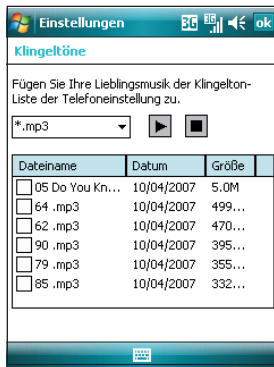 Einstellungen 3G 3G ok
Klingeltöne
Fügen Sie Ihre Lieblingsmusik der Klingelton-
Liste der Telefoneinstellung zu.
*.mp3
Dateiname Datum Größe
05 Do You Kn... 10/04/2007 5.0M
64 .mp3 10/04/2007 499...
62 .mp3 10/04/2007 470...
90 .mp3 10/04/2007 395...
79 .mp3 10/04/2007 355...
85 .mp3 10/04/2007 332...